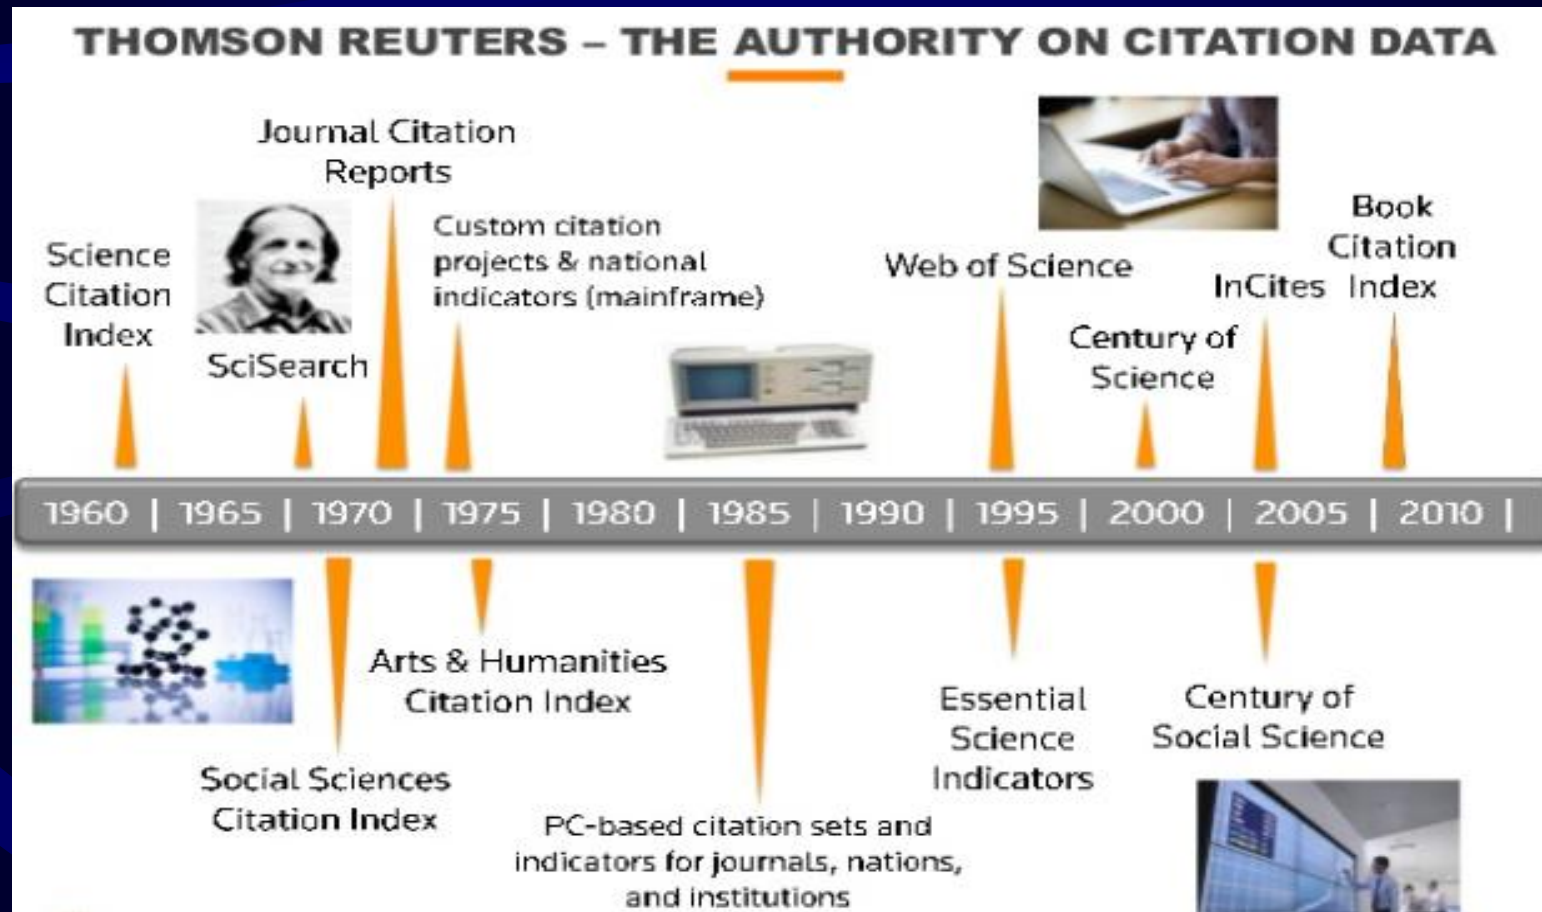 THOMSON REUTERS – THE AUTHORITY ON CITATION DATA
Journal Citation
Reports
Science
Citation
Index
SciSearch
Custom citation
projects & national
indicators (mainframe)
Web of Science
Century of
Science
InCites
Book
Citation
Index
1960 | 1965 | 1970 | 1975 | 1980 | 1985 | 1990 | 1995 | 2000 | 2005 | 2010 |
Social Sciences
Citation Index
Arts & Humanities
Citation Index
PC-based citation sets and
indicators for journals, nations,
and institutions
Essential
Science
Indicators
Century of
Social Science